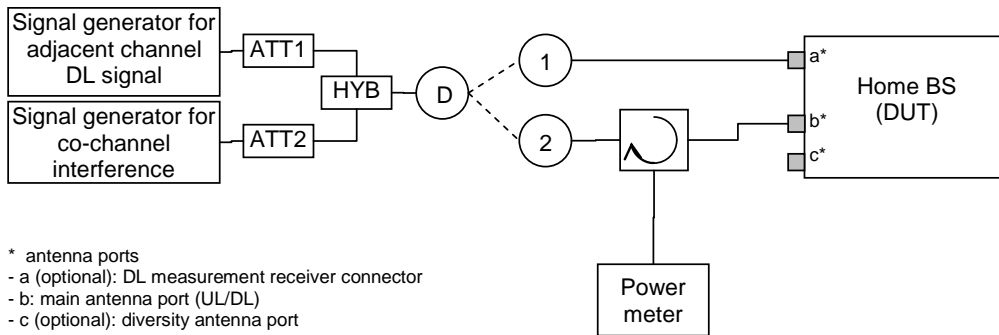 Signal generator for
adjacent channel
DL signal
ATT1
HYB
Signal generator for
co-channel
interference
ATT2
D
1
2
a*
b*
c*
Home BS
(DUT)
Power
meter
* antenna ports
- a (optional): DL measurement receiver connector
- b: main antenna port (UL/DL)
- c (optional): diversity antenna port